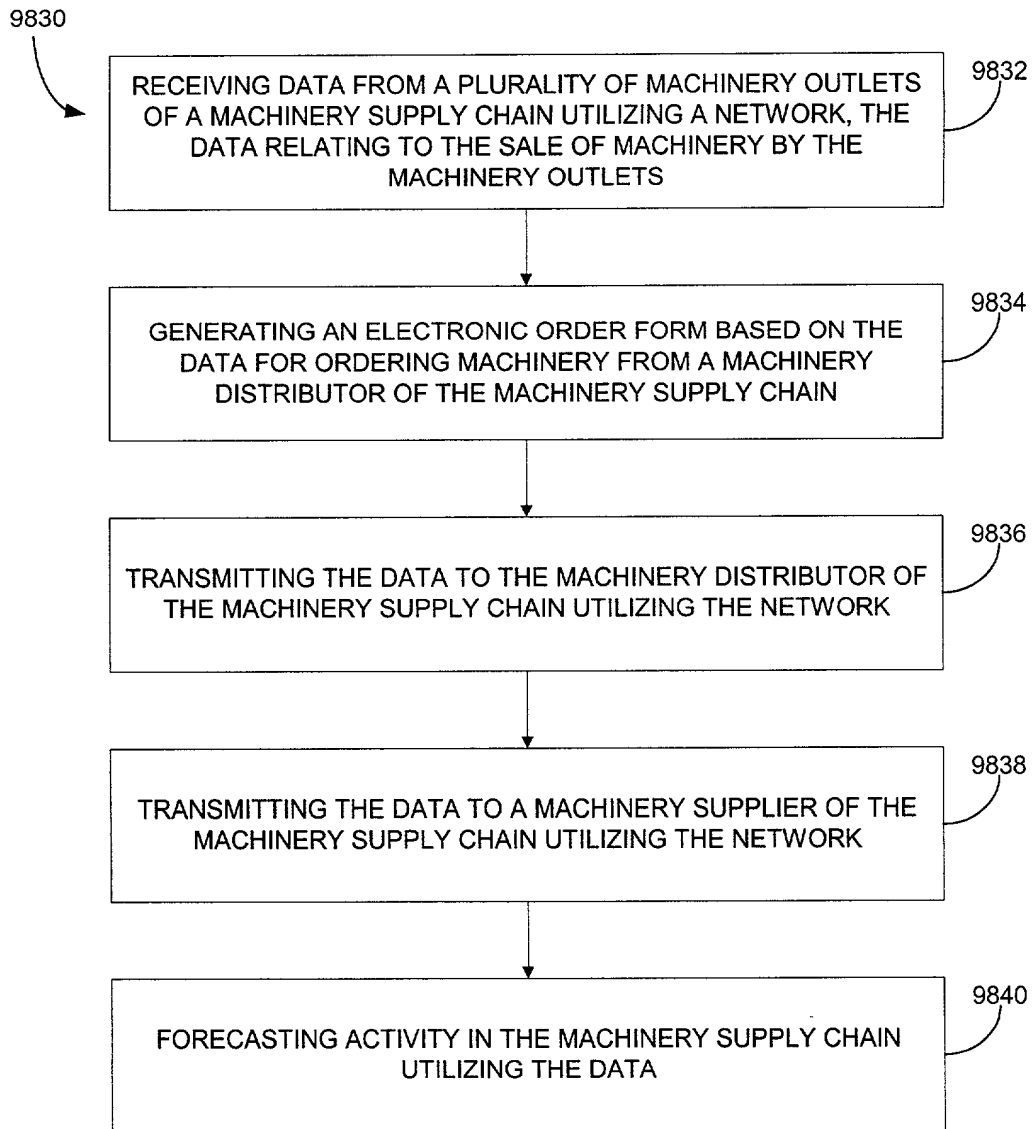 9830
RECEIVING DATA FROM A PLURALITY OF MACHINERY OUTLETS
OF A MACHINERY SUPPLY CHAIN UTILIZING A NETWORK, THE
DATA RELATING TO THE SALE OF MACHINERY BY THE
MACHINERY OUTLETS
9832
GENERATING AN ELECTRONIC ORDER FORM BASED ON THE
DATA FOR ORDERING MACHINERY FROM A MACHINERY
DISTRIBUTOR OF THE MACHINERY SUPPLY CHAIN
9834
TRANSMITTING THE DATA TO THE MACHINERY DISTRIBUTOR OF
THE MACHINERY SUPPLY CHAIN UTILIZING THE NETWORK
9836
TRANSMITTING THE DATA TO A MACHINERY SUPPLIER OF THE
MACHINERY SUPPLY CHAIN UTILIZING THE NETWORK
9838
FORECASTING ACTIVITY IN THE MACHINERY SUPPLY CHAIN
UTILIZING THE DATA
9840